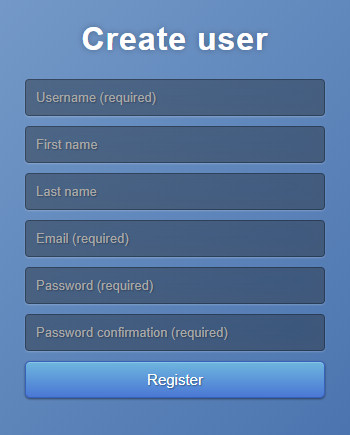 Create user
Username (required)
First name
Last name
Email (required)
Password (required)
Password confirmation (required)
Register